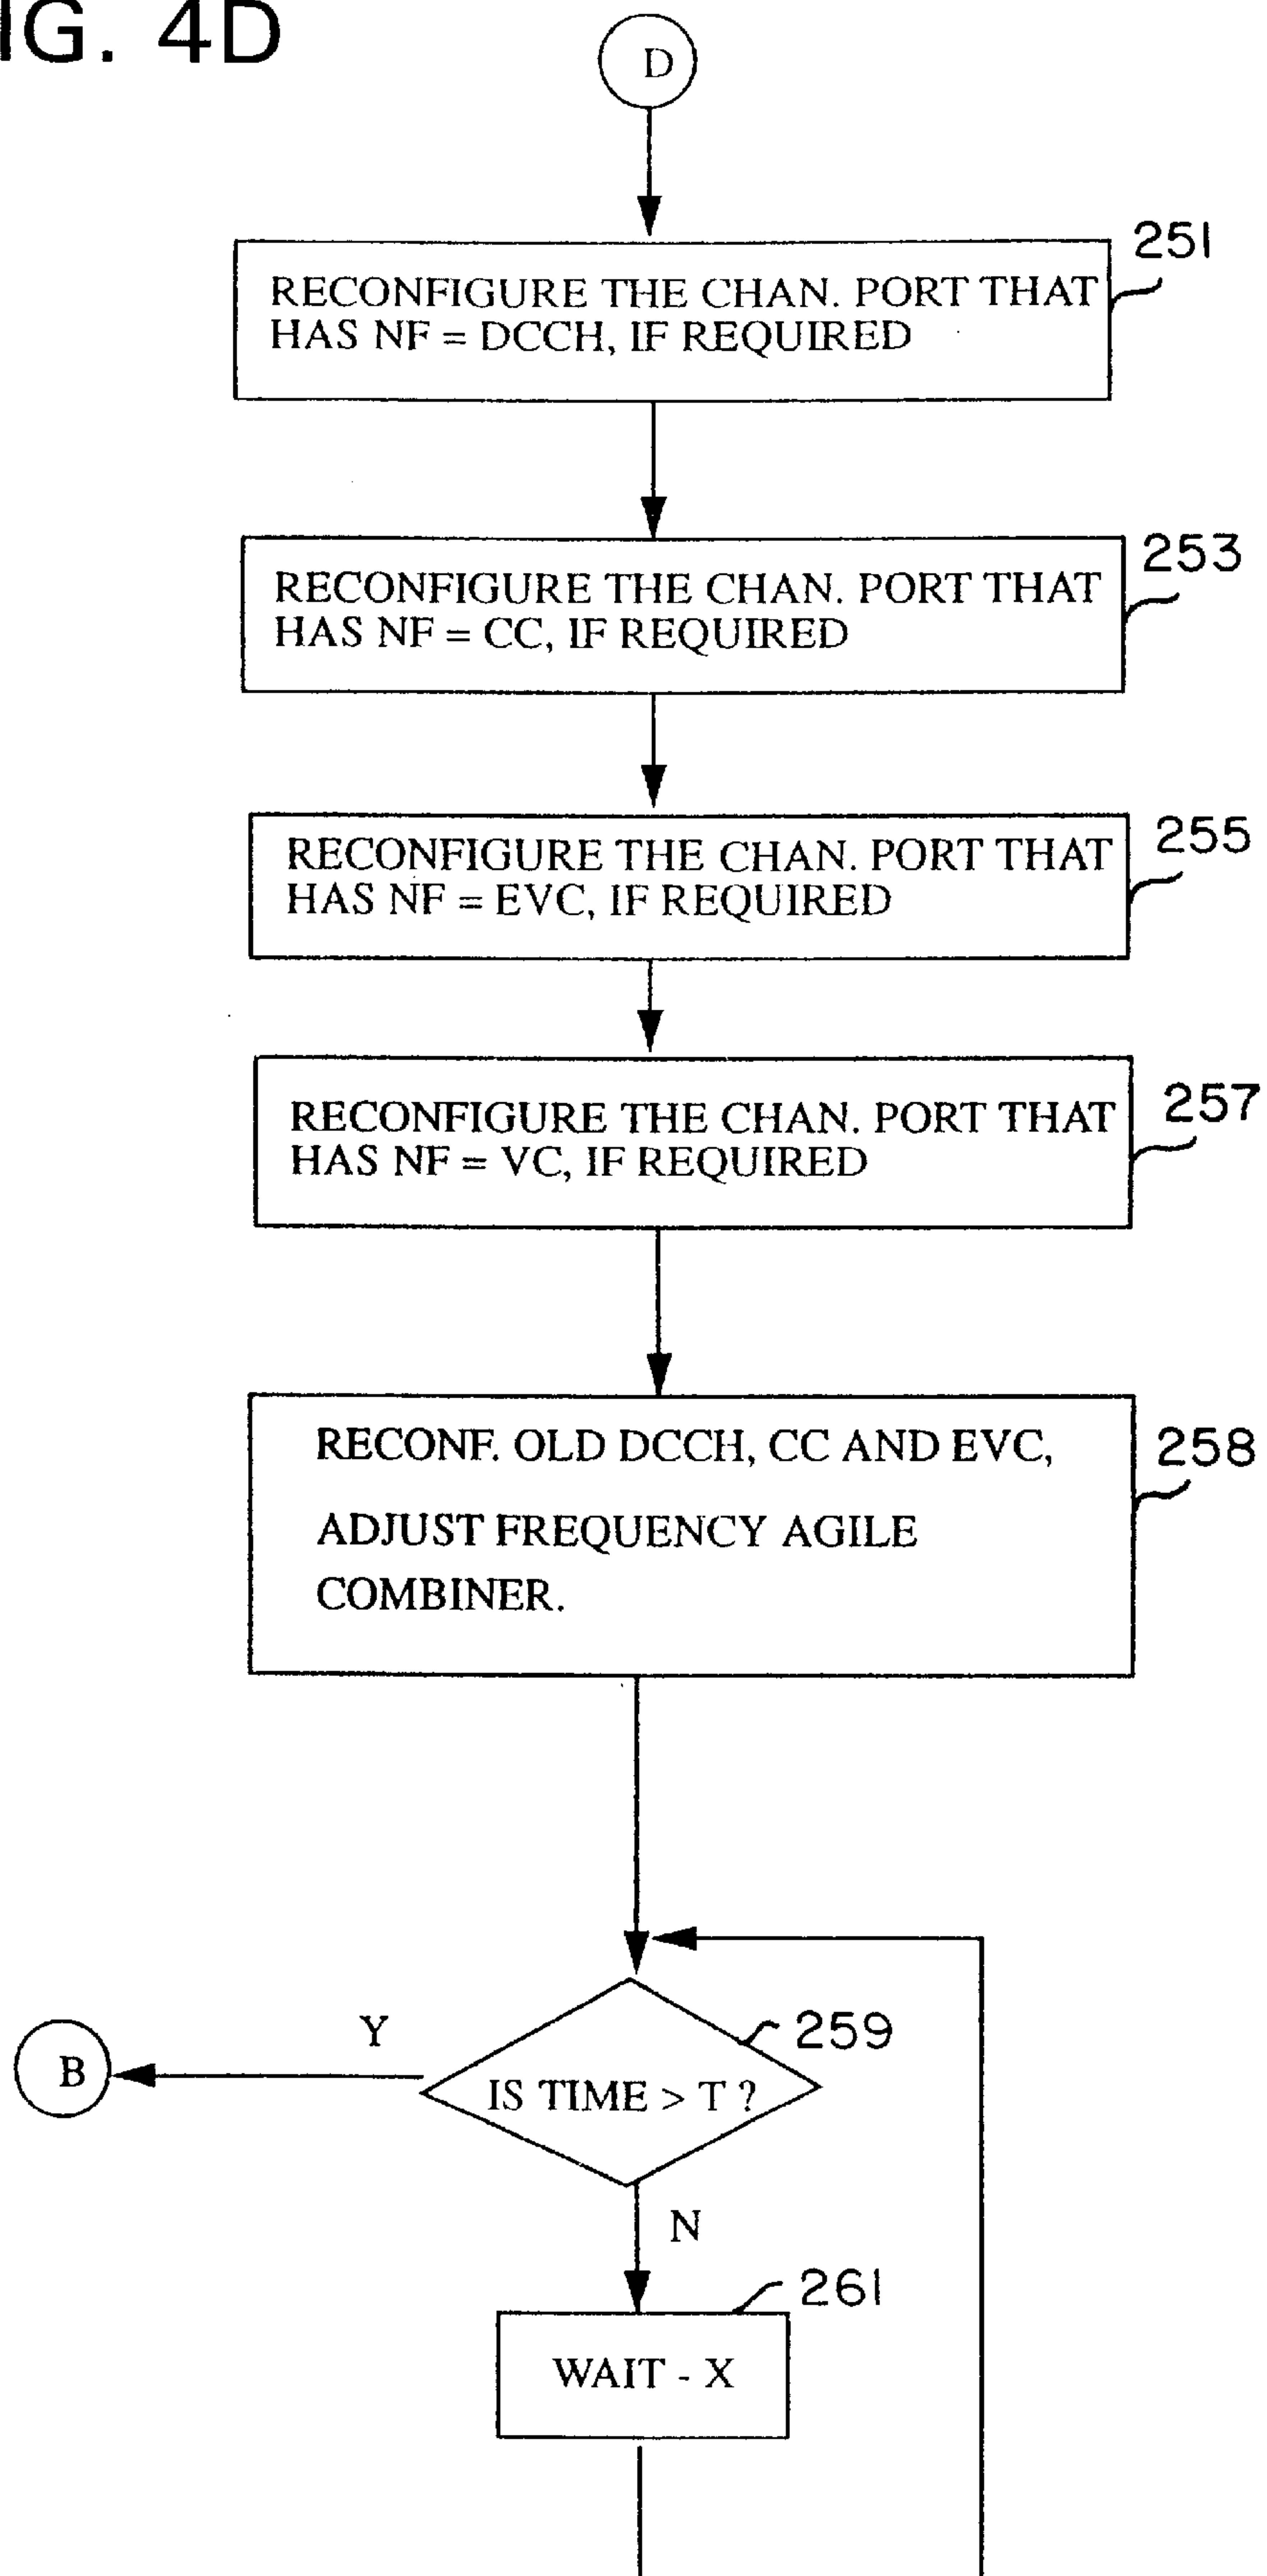 IG. 4D
D
RECONFIGURE THE CHAN. PORT THAT
HAS NF = DCCH, IF REQUIRED
251
RECONFIGURE THE CHAN. PORT THAT
HAS NF = CC, IF REQUIRED
253
RECONFIGURE THE CHAN. PORT THAT
HAS NF = EVC, IF REQUIRED
255
RECONFIGURE THE CHAN. PORT THAT
HAS NF = VC, IF REQUIRED
257
RECONF. OLD DCCH, CC AND EVC,
ADJUST FREQUENCY AGILE
COMBINER.
258
B
Y
259
IS TIME > T ?
N
261
WAIT - X